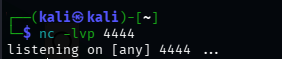 ┌──(kali㉿kali)-[~]
└─$ nc -lvp 4444
listening on [any] 4444 ...